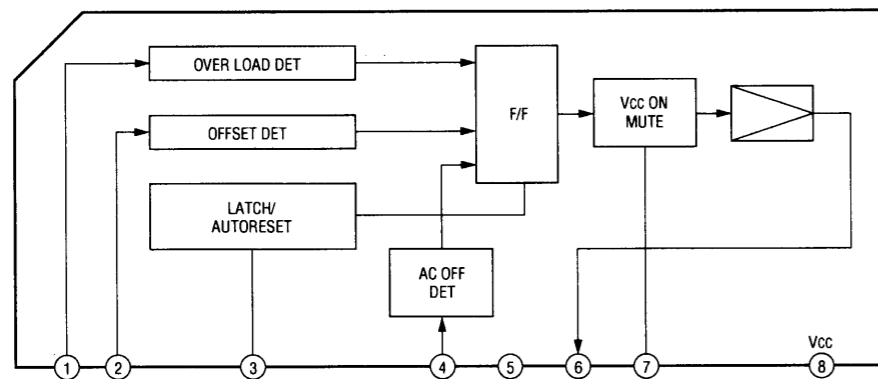 OVER LOAD DET
OFFSET DET
LATCH/
AUTORESET
F/F
VCC ON
MUTE
AC OFF
DET
VCC
1 2 3 4 5 6 7 8